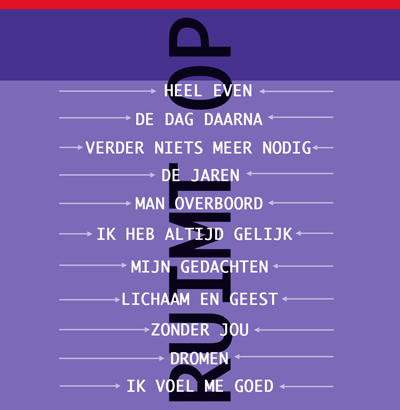 HEEL EVEN
DE DAG DAARNA
VERDER NIETS MEER NODIG
DE JAREN
MAN OVERBOORD
IK HEB ALTIJD GELIJK
MIJN GEDACHTEN
LICHAAM EN GEEST
ZONDER JOU
DROMEN
IK VOEL ME GOED
RUIMT OP